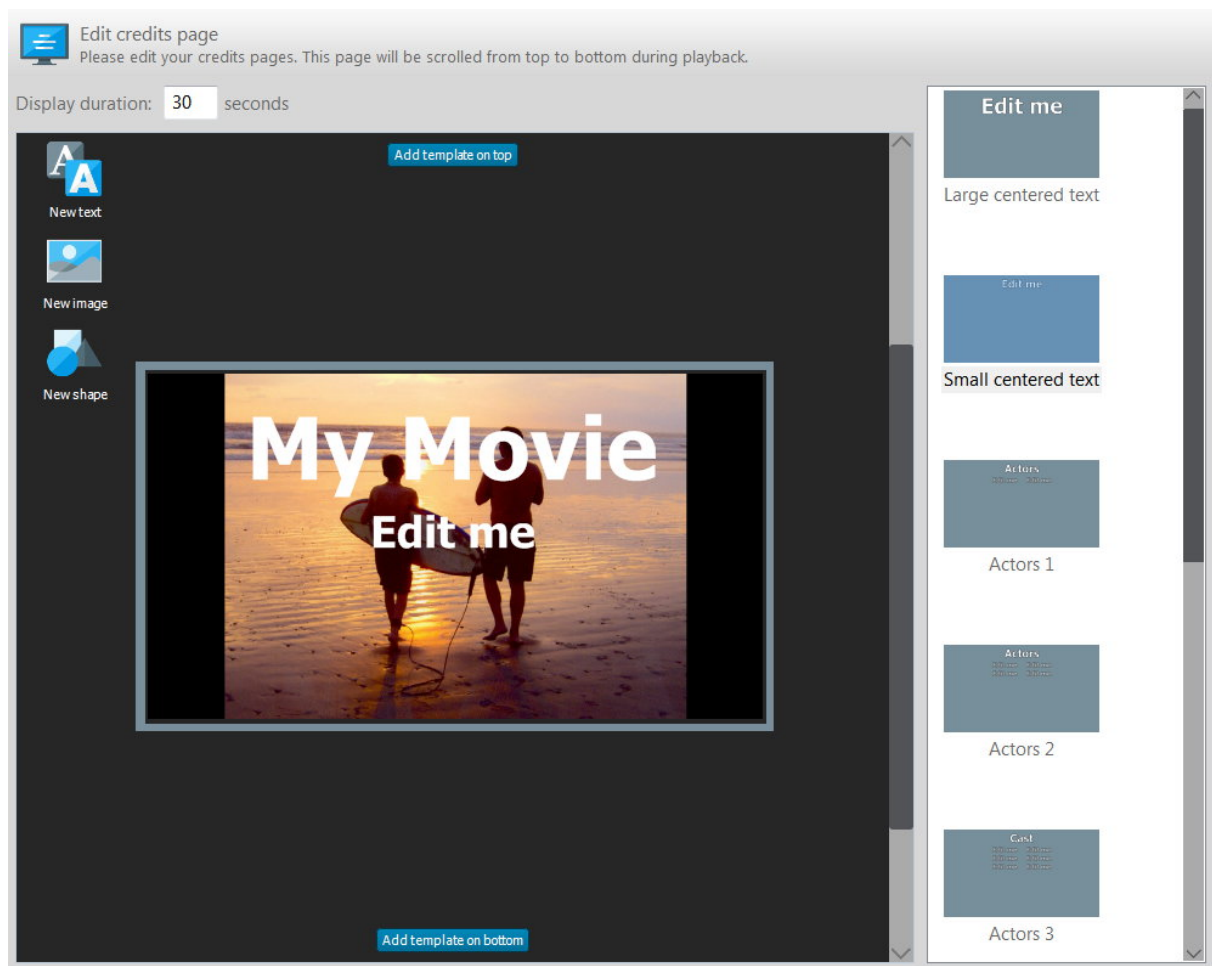 Edit credits page
Please edit your credits pages. This page will be scrolled from top to bottom during playback.
Display duration: 30 seconds
Add template on top
New text
New image
New shape
My Movie
Edit me
Add template on bottom
Edit me
Large centered text
Edit me
Small centered text
Actors
Actors 1
Actors
Actors 2
Cast
Actors 3